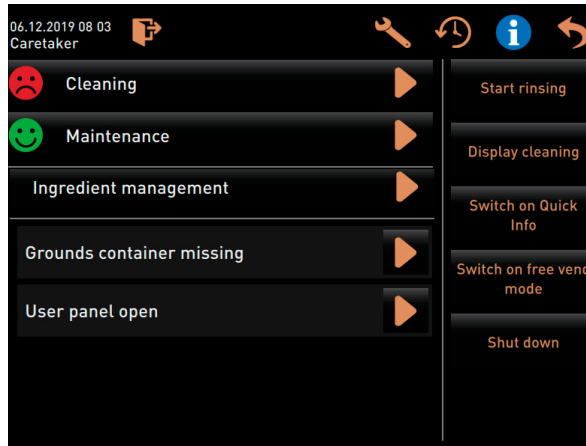 06.12.2019 08 03
Caretaker
Cleaning
Maintenance
Ingredient management
Grounds container missing
User panel open
Start rinsing
Display cleaning
Switch on Quick
Info
Switch on free vend
mode
Shut down